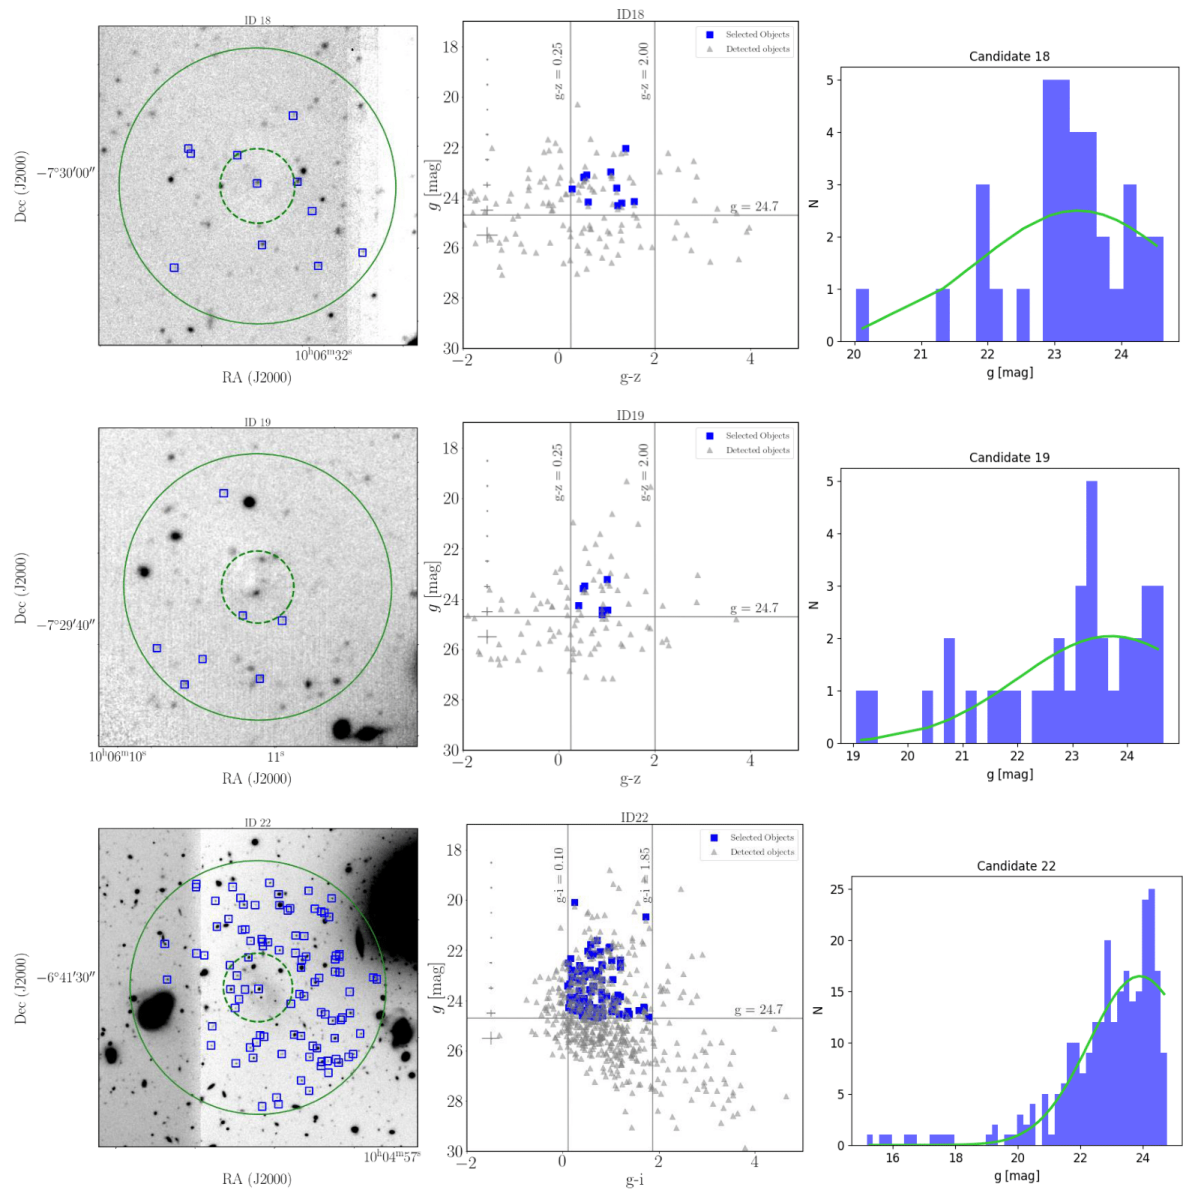 ID 18
Dec (J2000)
−7°30′00″
10ʰ06ᵐ32ˢ
RA (J2000)
ID18
Selected Objects
Detected objects
g-z = 0.25
g-z = 2.00
g = 24.7
g [mag]
18
20
22
24
26
28
30
−2 0 2 4
g-z
Candidate 18
N
5
4
3
2
1
0
20 21 22 23 24
g [mag]
ID 19
Dec (J2000)
−7°29′40″
10ʰ06ᵐ10ˢ 11ˢ
RA (J2000)
ID19
Selected Objects
Detected objects
g-z = 0.25
g-z = 2.00
g = 24.7
g [mag]
18
20
22
24
26
28
30
−2 0 2 4
g-z
Candidate 19
N
5
4
3
2
1
0
19 20 21 22 23 24
g [mag]
ID 22
Dec (J2000)
−6°41′30″
10ʰ04ᵐ57ˢ
RA (J2000)
ID22
Selected Objects
Detected objects
g-i = 0.10
g-i = 1.85
g = 24.7
g [mag]
18
20
22
24
26
28
30
−2 0 2 4
g-i
Candidate 22
N
25
20
15
10
5
0
16 18 20 22 24
g [mag]